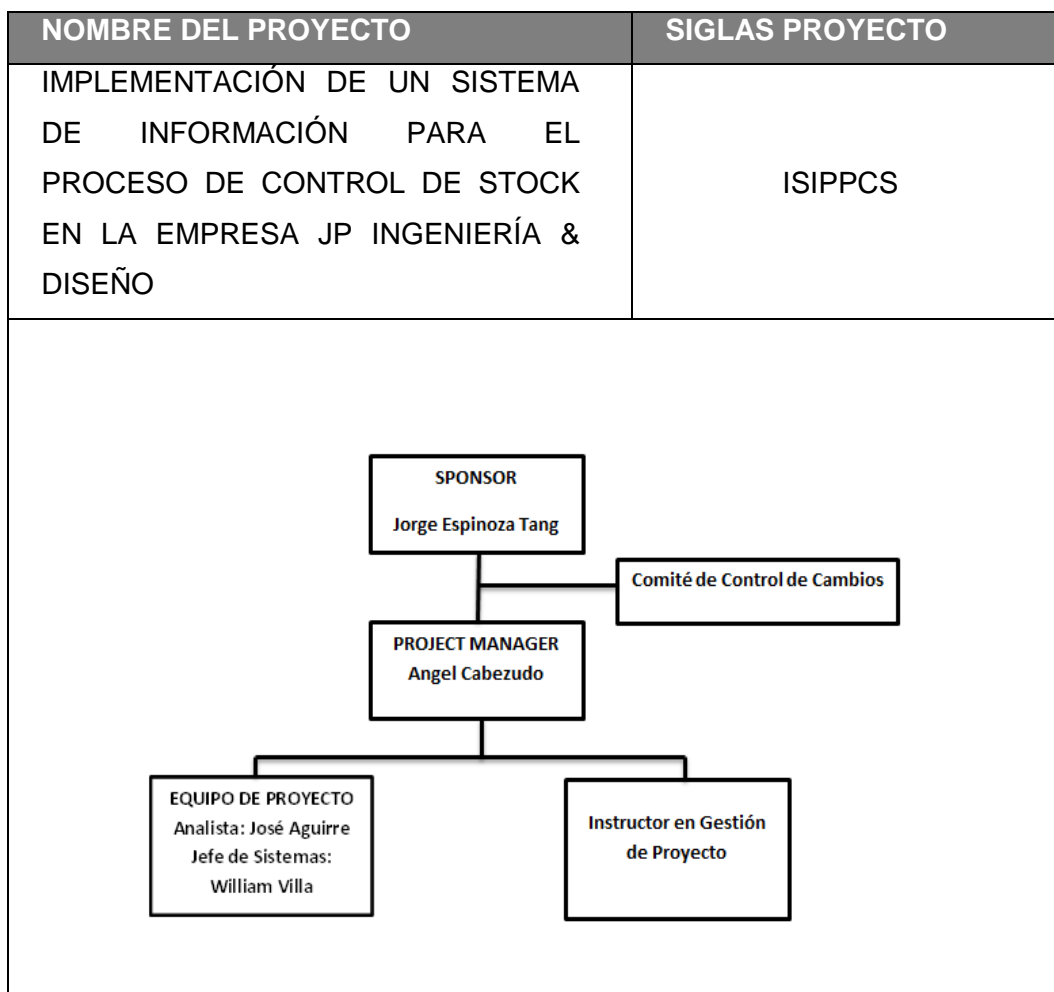 NOMBRE DEL PROYECTO
SIGLAS PROYECTO
IMPLEMENTACIÓN DE UN SISTEMA
DE INFORMACIÓN PARA EL
PROCESO DE CONTROL DE STOCK
EN LA EMPRESA JP INGENIERÍA &
DISEÑO
ISIPPCS
SPONSOR
Jorge Espinoza Tang
Comité de Control de Cambios
PROJECT MANAGER
Angel Cabezudo
EQUIPO DE PROYECTO
Analista: José Aguirre
Jefe de Sistemas:
William Villa
Instructor en Gestión
de Proyecto